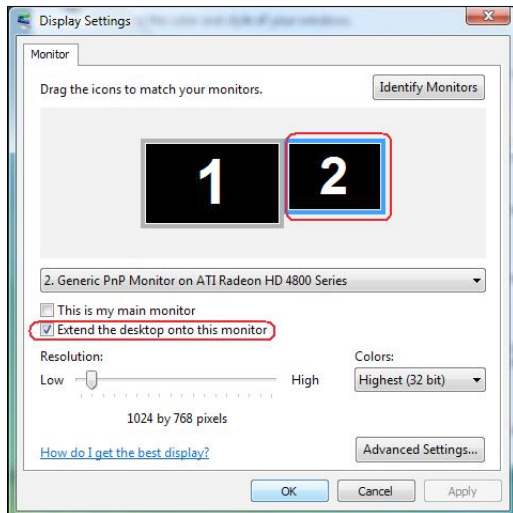 Display Settings
Monitor
Drag the icons to match your monitors.
Identify Monitors
1
2
2. Generic PnP Monitor on ATI Radeon HD 4800 Series
This is my main monitor
Extend the desktop onto this monitor
Resolution:
Colors:
Low
High
Highest (32 bit)
1024 by 768 pixels
How do I get the best display?
Advanced Settings...
OK
Cancel
Apply